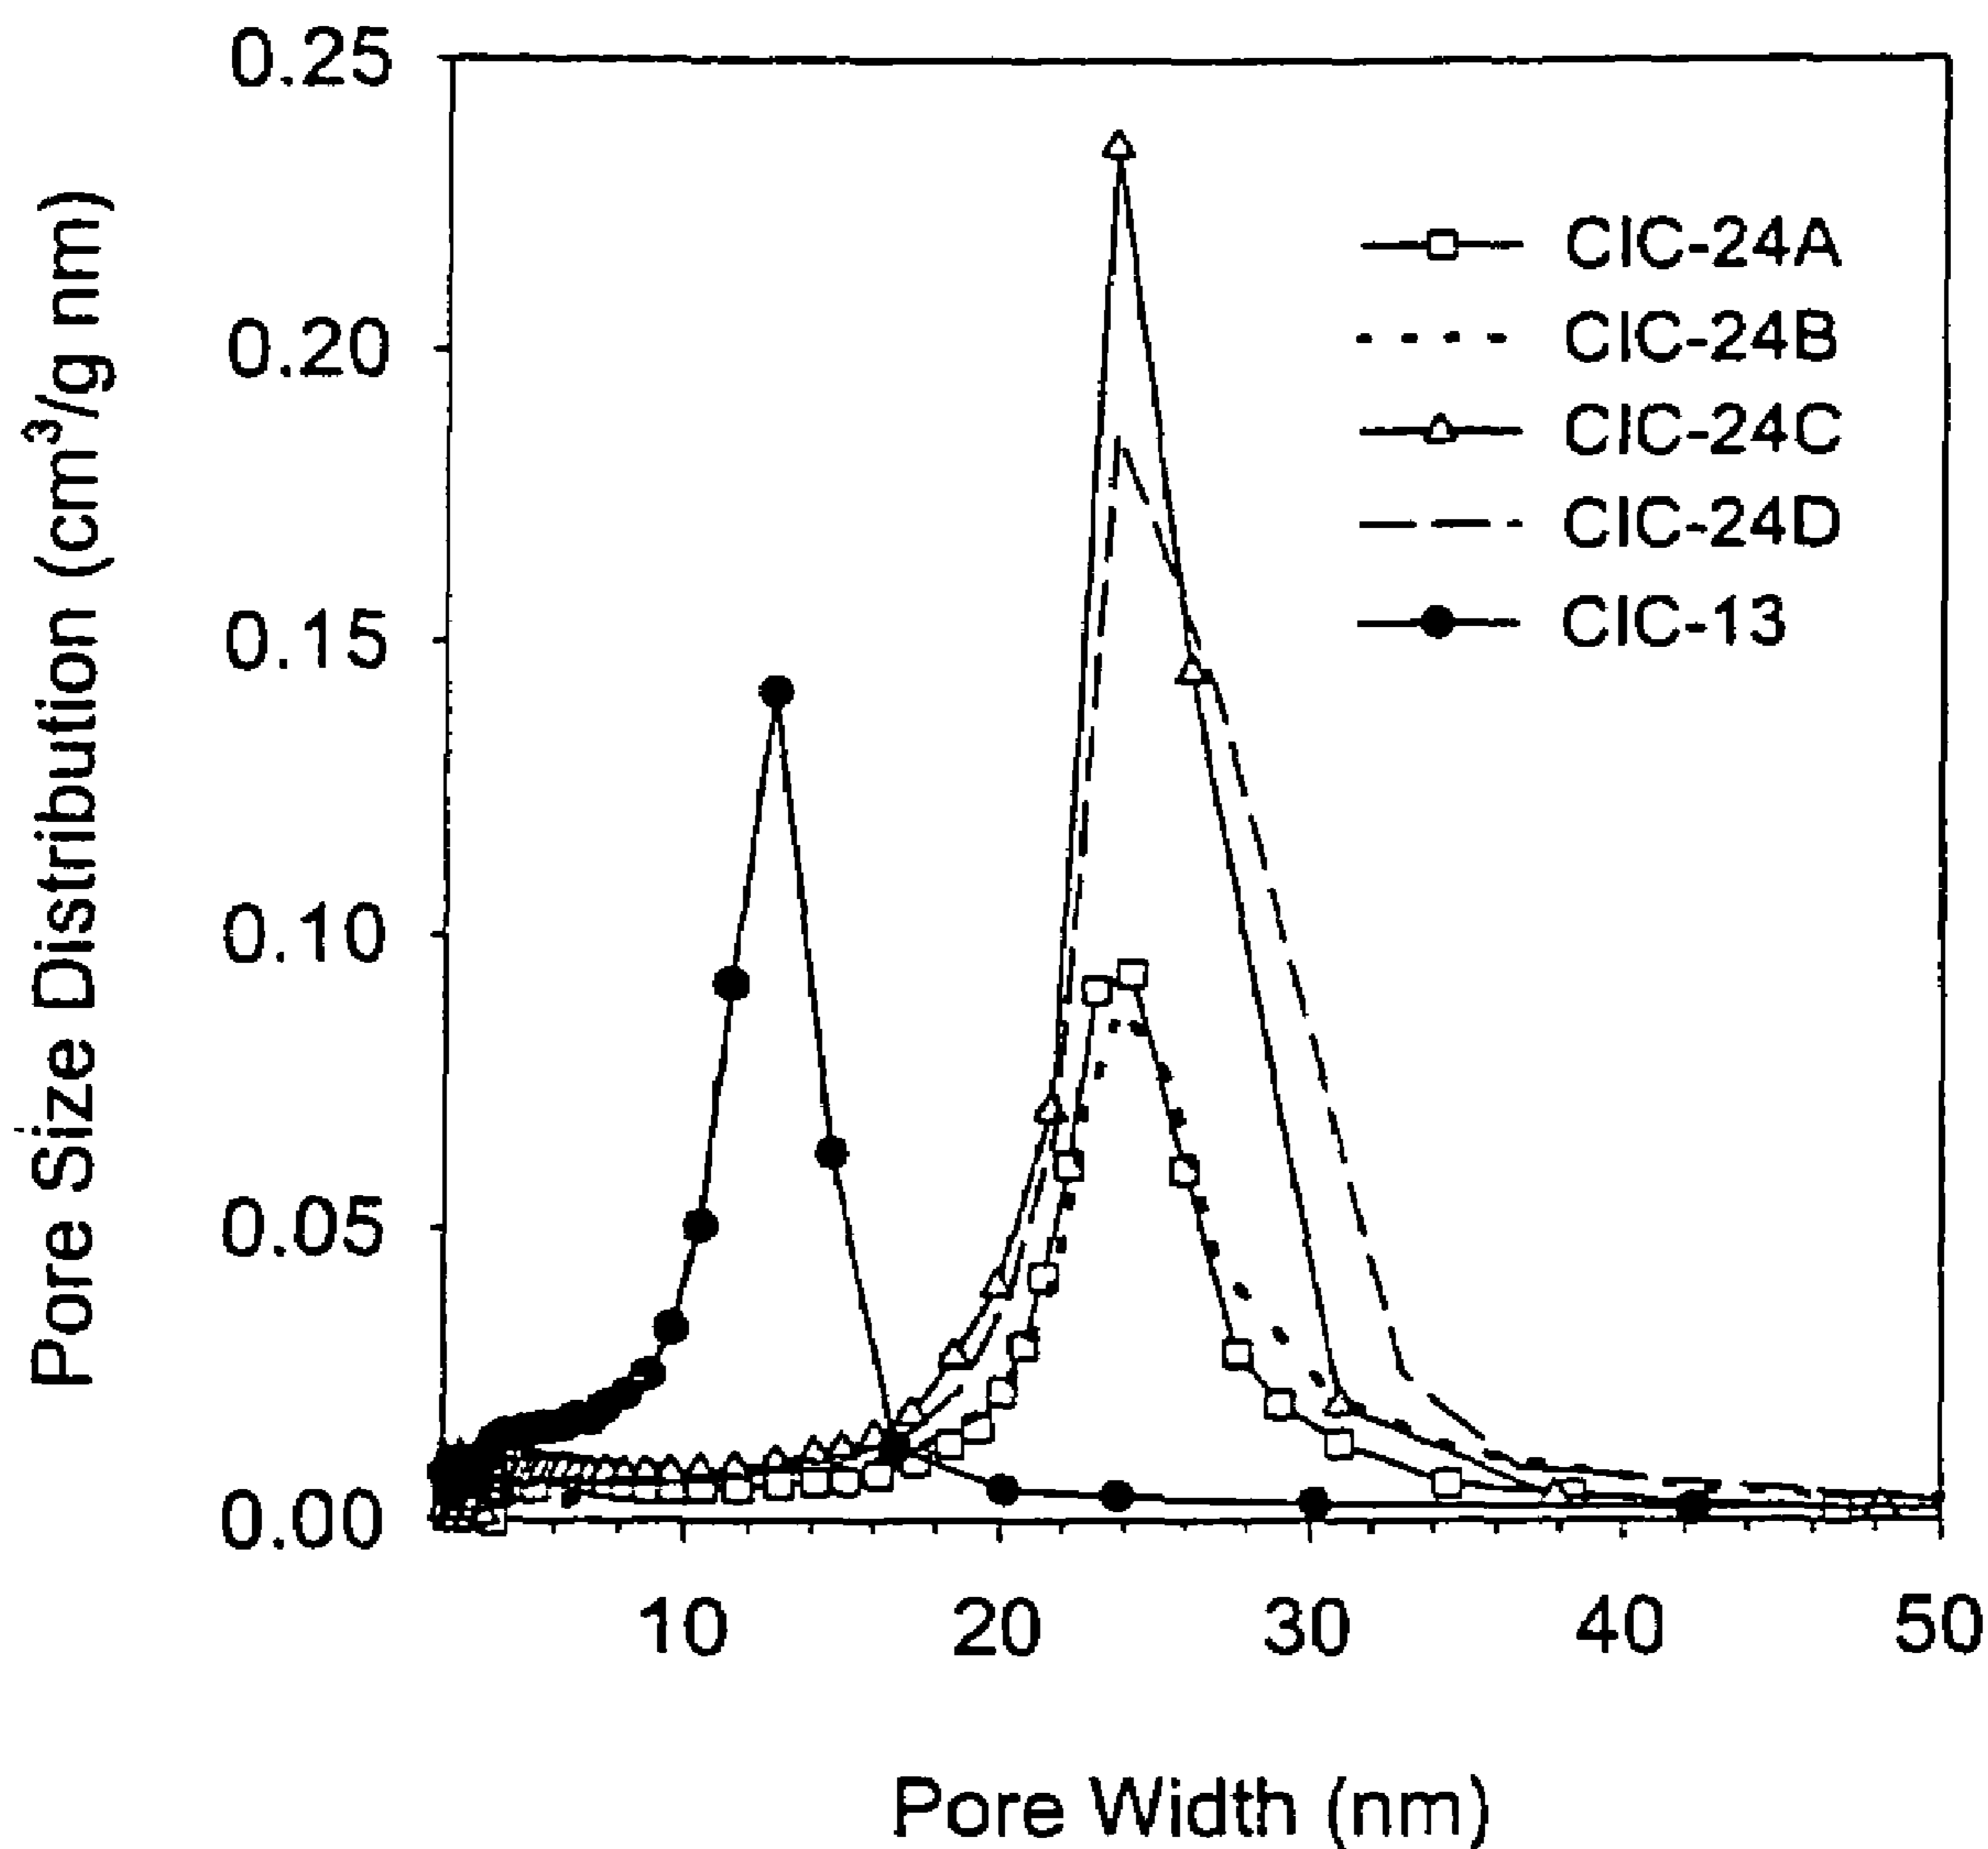 Pore Size Distribution (cm³/g nm)
0.25
0.20
0.15
0.10
0.05
0.00
CIC-24A
CIC-24B
CIC-24C
CIC-24D
CIC-13
10 20 30 40 50
Pore Width (nm)